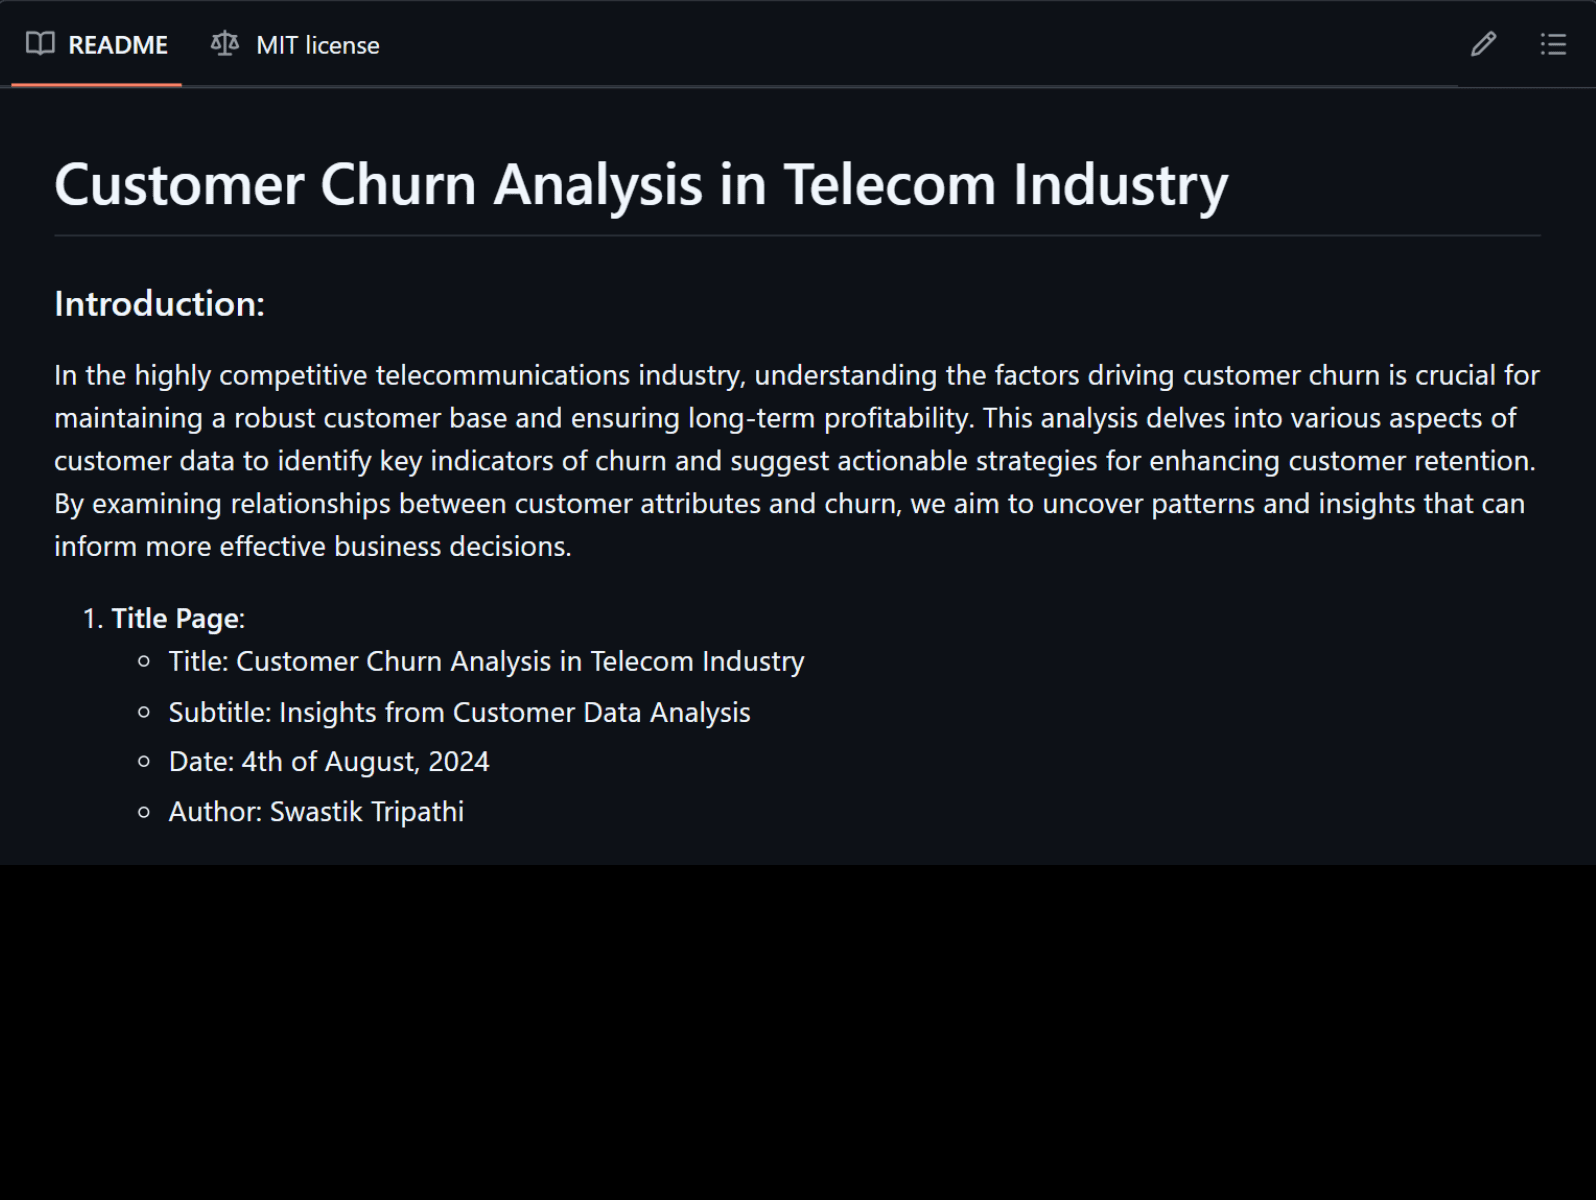 README
MIT license
Customer Churn Analysis in Telecom Industry
Introduction:
In the highly competitive telecommunications industry, understanding the factors driving customer churn is crucial for
maintaining a robust customer base and ensuring long-term profitability. This analysis delves into various aspects of
customer data to identify key indicators of churn and suggest actionable strategies for enhancing customer retention.
By examining relationships between customer attributes and churn, we aim to uncover patterns and insights that can
inform more effective business decisions.
1. Title Page:
Title: Customer Churn Analysis in Telecom Industry
Subtitle: Insights from Customer Data Analysis
Date: 4th of August, 2024
Author: Swastik Tripathi